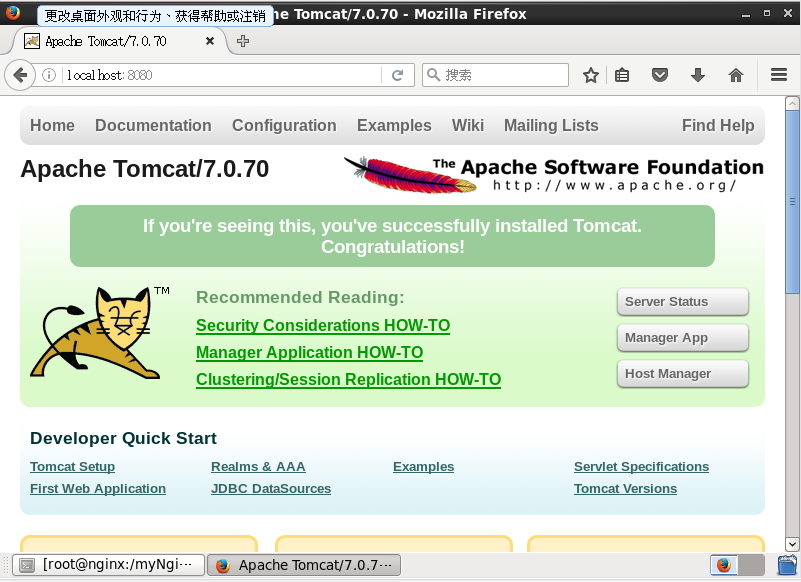 更改桌面外观和行为、获得帮助或注销
he Tomcat/7.0.70 - Mozilla Firefox
Apache Tomcat/7.0.70
localhost:8080
搜索
Home Documentation Configuration Examples Wiki Mailing Lists Find Help
Apache Tomcat/7.0.70
The Apache Software Foundation
http://www.apache.org/
If you're seeing this, you've successfully installed Tomcat.
Congratulations!
TM
Recommended Reading:
Security Considerations HOW-TO
Manager Application HOW-TO
Clustering/Session Replication HOW-TO
Server Status
Manager App
Host Manager
Developer Quick Start
Tomcat Setup Realms & AAA Examples Servlet Specifications
First Web Application JDBC DataSources Tomcat Versions
[root@nginx:/myNgi··· Apache Tomcat/7.0.7···